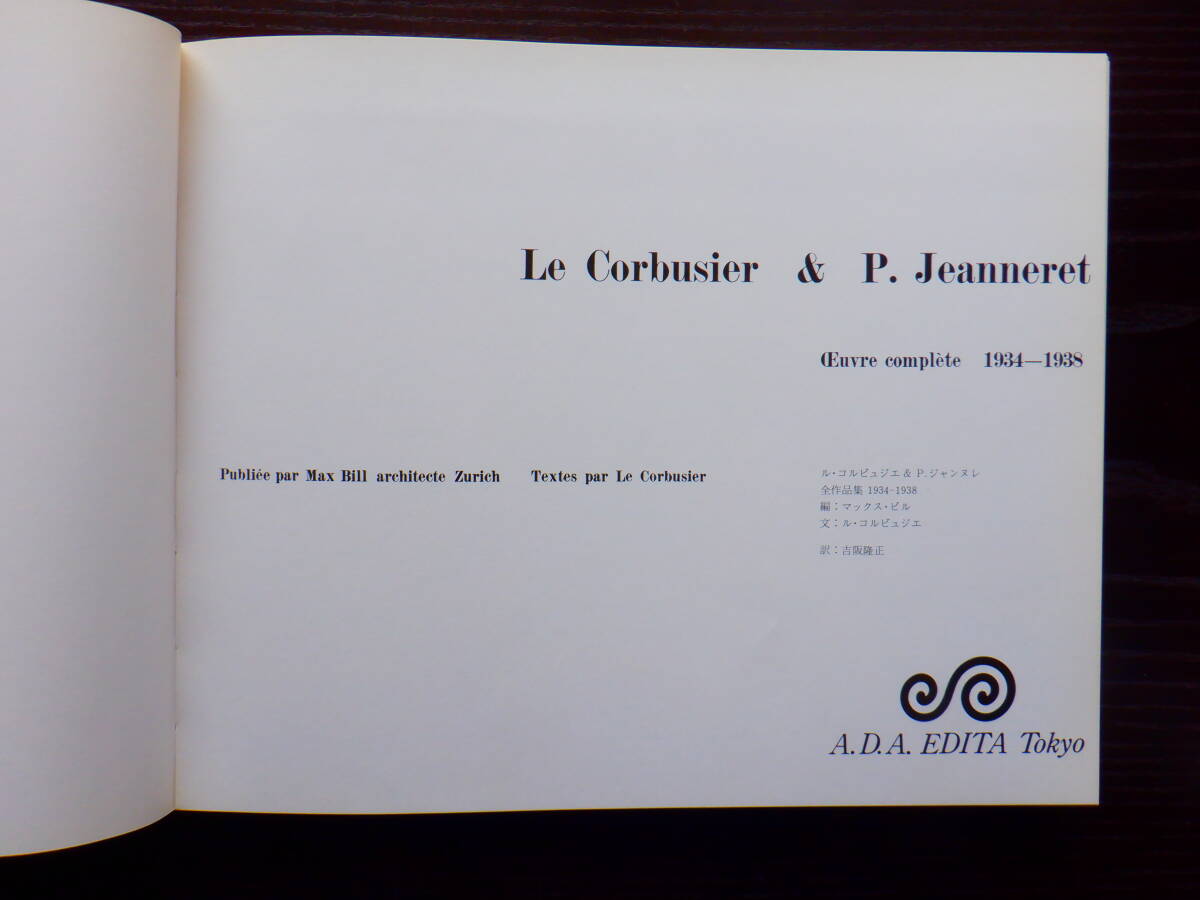 Le Corbusier & P. Jeanneret
Œuvre complète 1934—1938
Publiée par Max Bill architecte Zurich Textes par Le Corbusier
ル・コルビュジエ & P.ジャンヌレ
全作品集 1934-1938
編：マックス・ビル
文：ル・コルビュジエ
訳：吉阪隆正
A.D.A. EDITA Tokyo